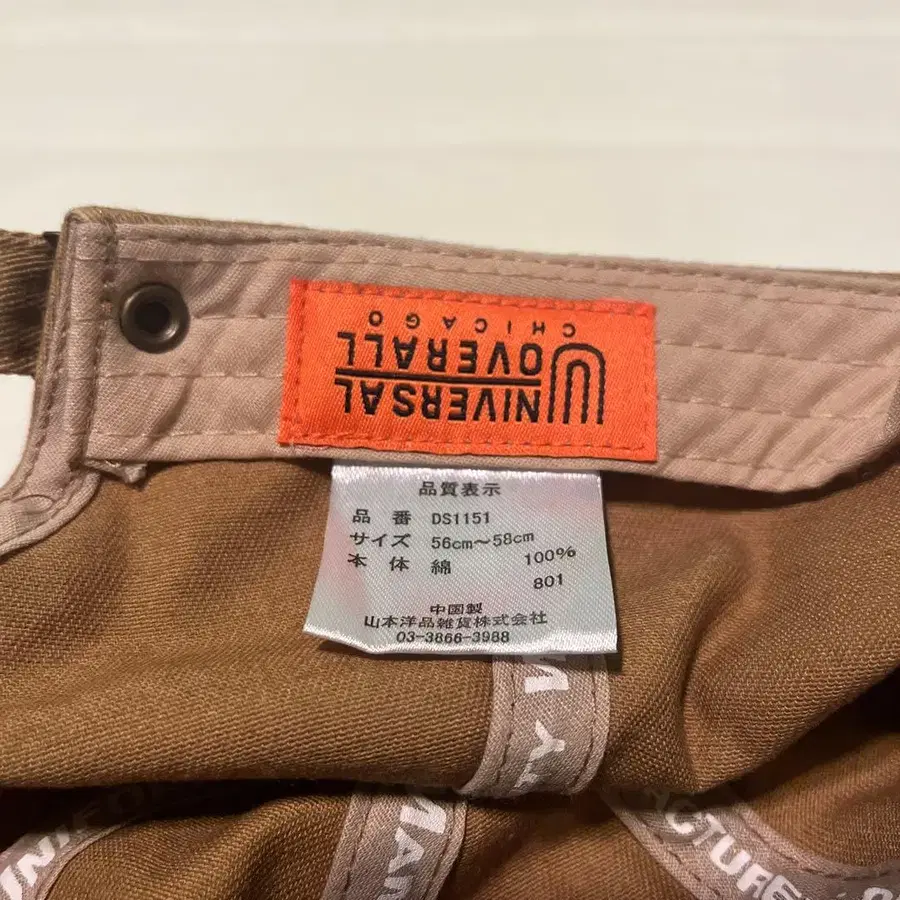 UNIVERSAL
OVERALL
CHICAGO
品質表示
品 番 DS1151
サイズ 56cm～58cm
本体 綿 100%
801
中国製
山本洋品雑貨株式会社
03-3866-3988